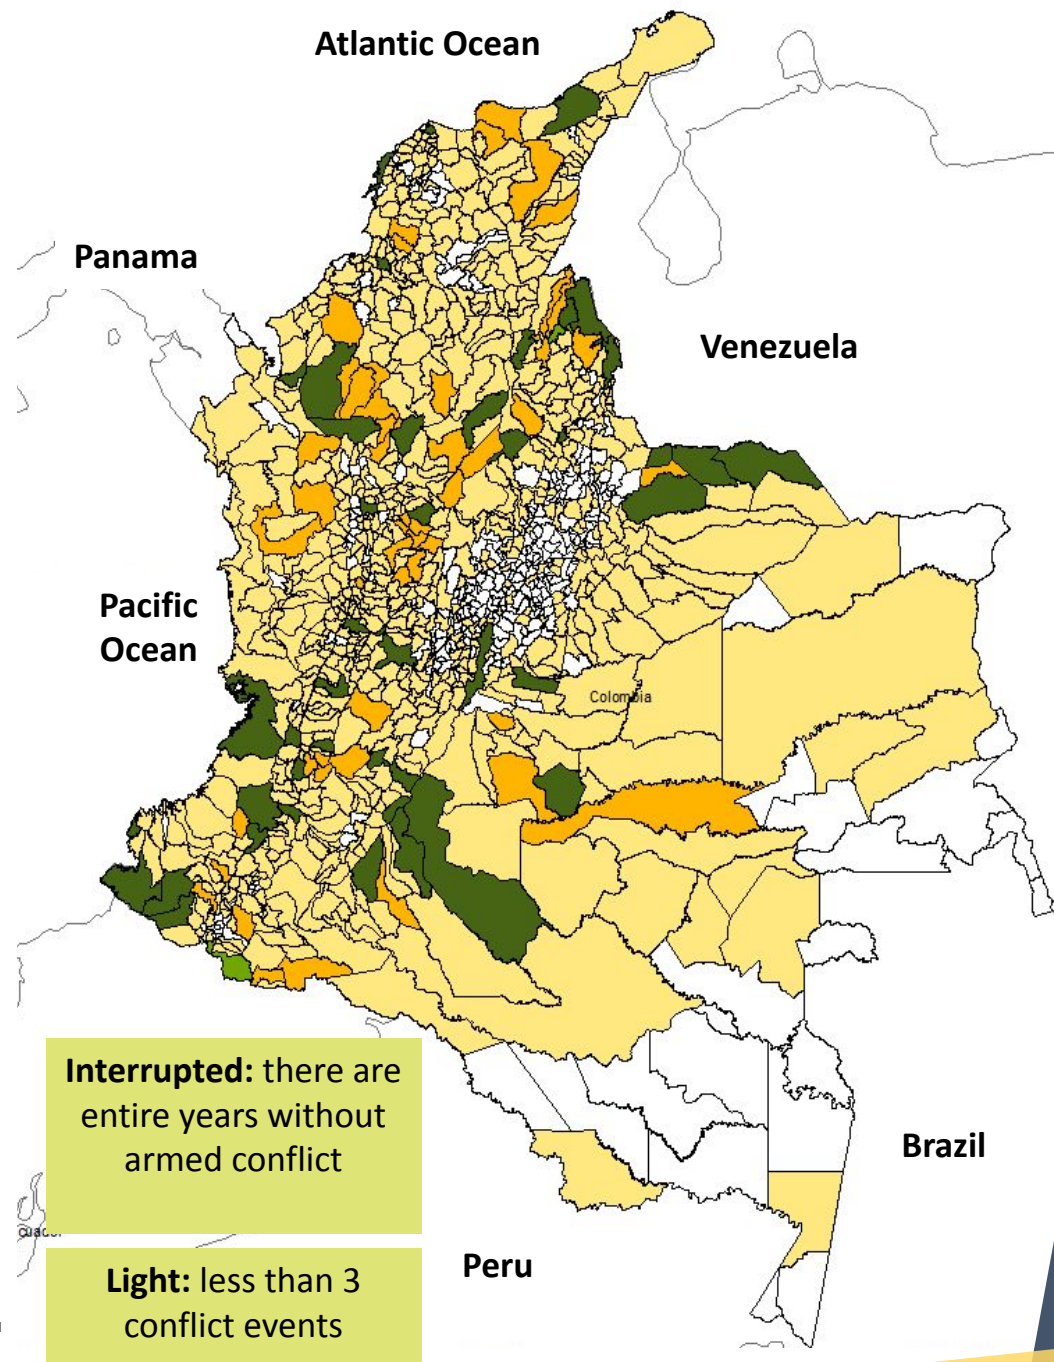 Atlantic Ocean
Panama
Venezuela
Pacific
Ocean
Colombia
Interrupted: there are
entire years without
armed conflict
Brazil
Light: less than 3
conflict events
Peru